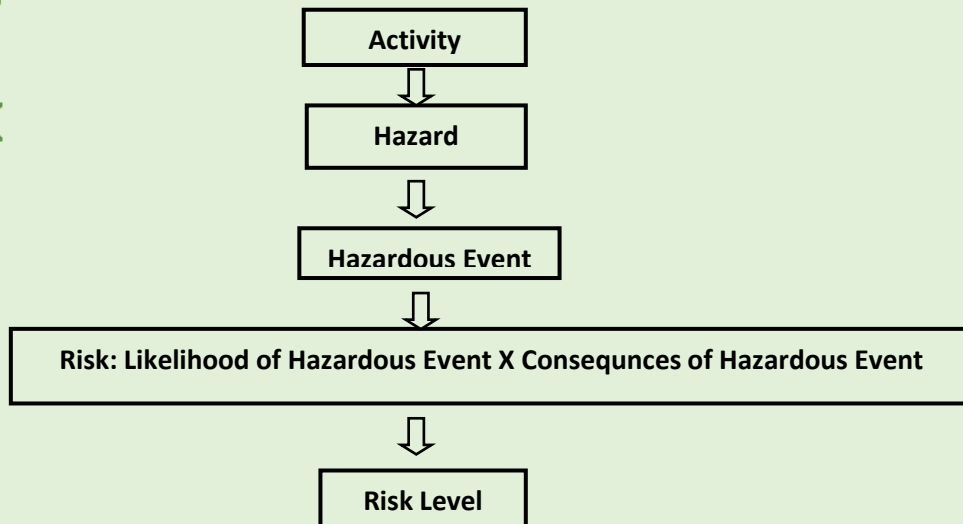 Activity
Hazard
Hazardous Event
Risk: Likelihood of Hazardous Event X Consequnces of Hazardous Event
Risk Level